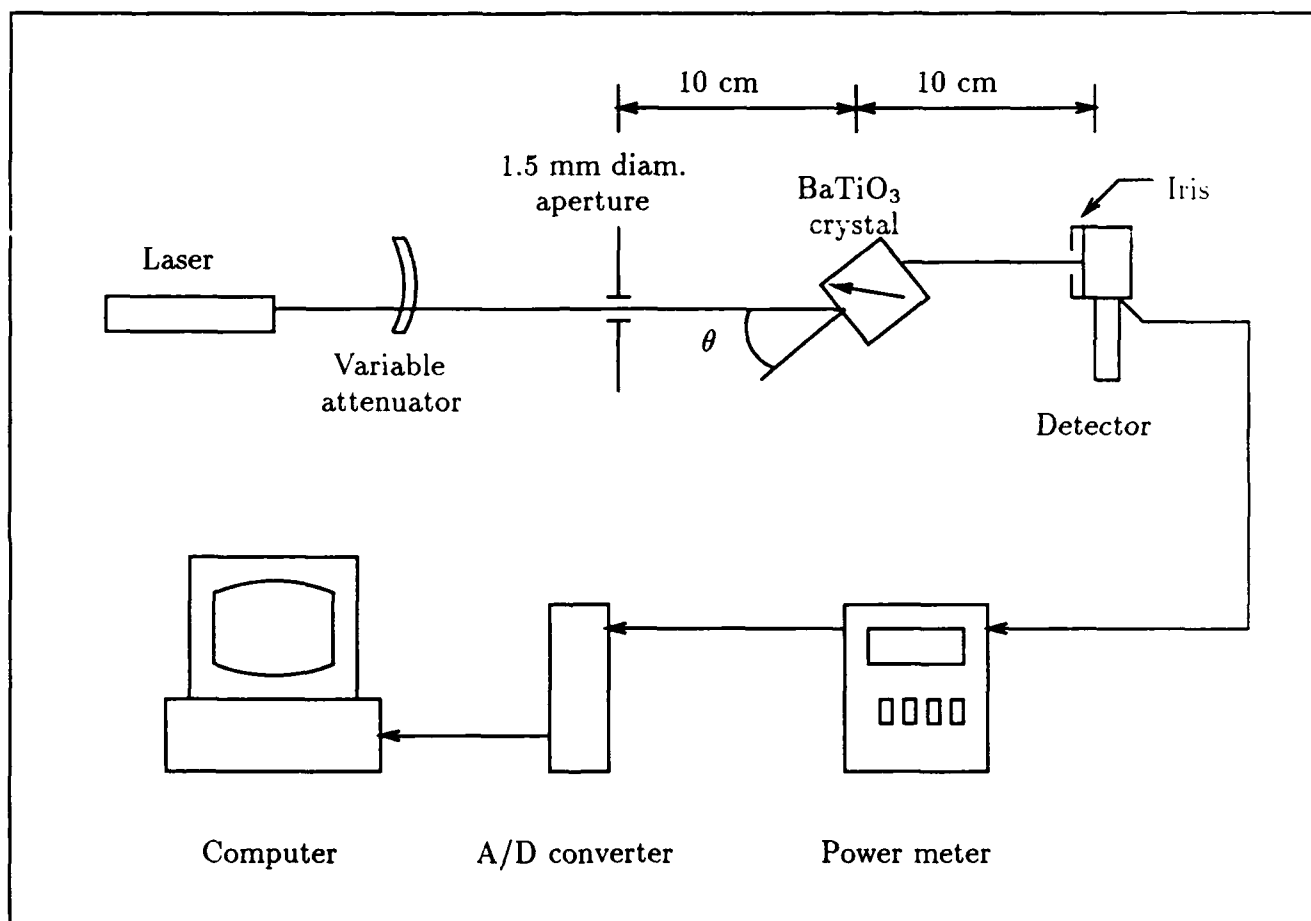 10 cm
10 cm
1.5 mm diam.
aperture
BaTiO₃
crystal
Iris
Laser
θ
Variable
attenuator
Detector
Computer
A/D converter
Power meter